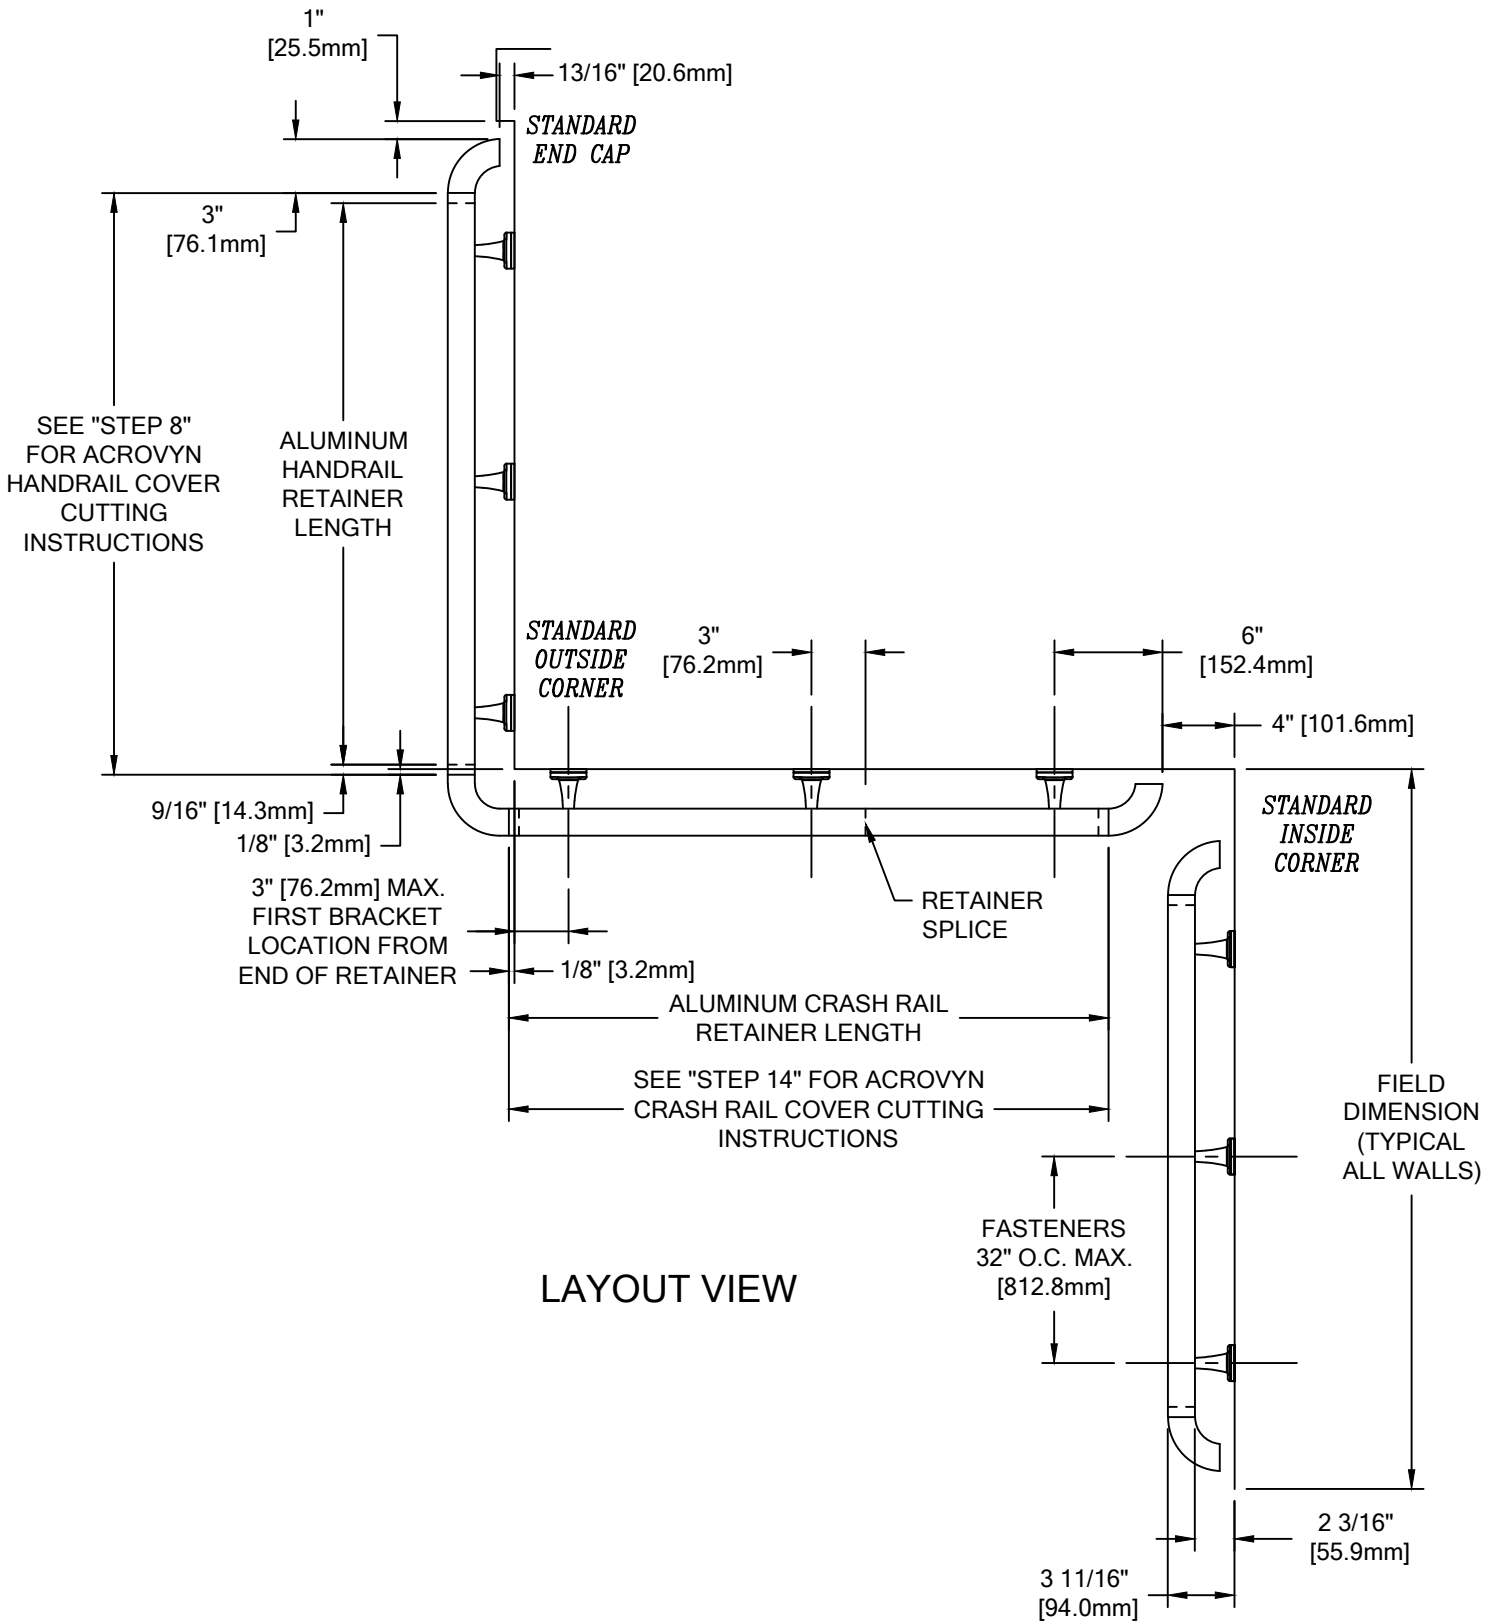 1"
[25.5mm]
13/16" [20.6mm]
STANDARD
END CAP
3"
[76.1mm]
SEE "STEP 8"
FOR ACROVYN
HANDRAIL COVER
CUTTING
INSTRUCTIONS
ALUMINUM
HANDRAIL
RETAINER
LENGTH
STANDARD
OUTSIDE
CORNER
3"
[76.2mm]
6"
[152.4mm]
4" [101.6mm]
9/16" [14.3mm]
1/8" [3.2mm]
STANDARD
INSIDE
CORNER
3" [76.2mm] MAX.
FIRST BRACKET
LOCATION FROM
END OF RETAINER
RETAINER
SPLICE
1/8" [3.2mm]
ALUMINUM CRASH RAIL
RETAINER LENGTH
SEE "STEP 14" FOR ACROVYN
CRASH RAIL COVER CUTTING
INSTRUCTIONS
FIELD
DIMENSION
(TYPICAL
ALL WALLS)
FASTENERS
32" O.C. MAX.
[812.8mm]
LAYOUT VIEW
2 3/16"
[55.9mm]
3 11/16"
[94.0mm]